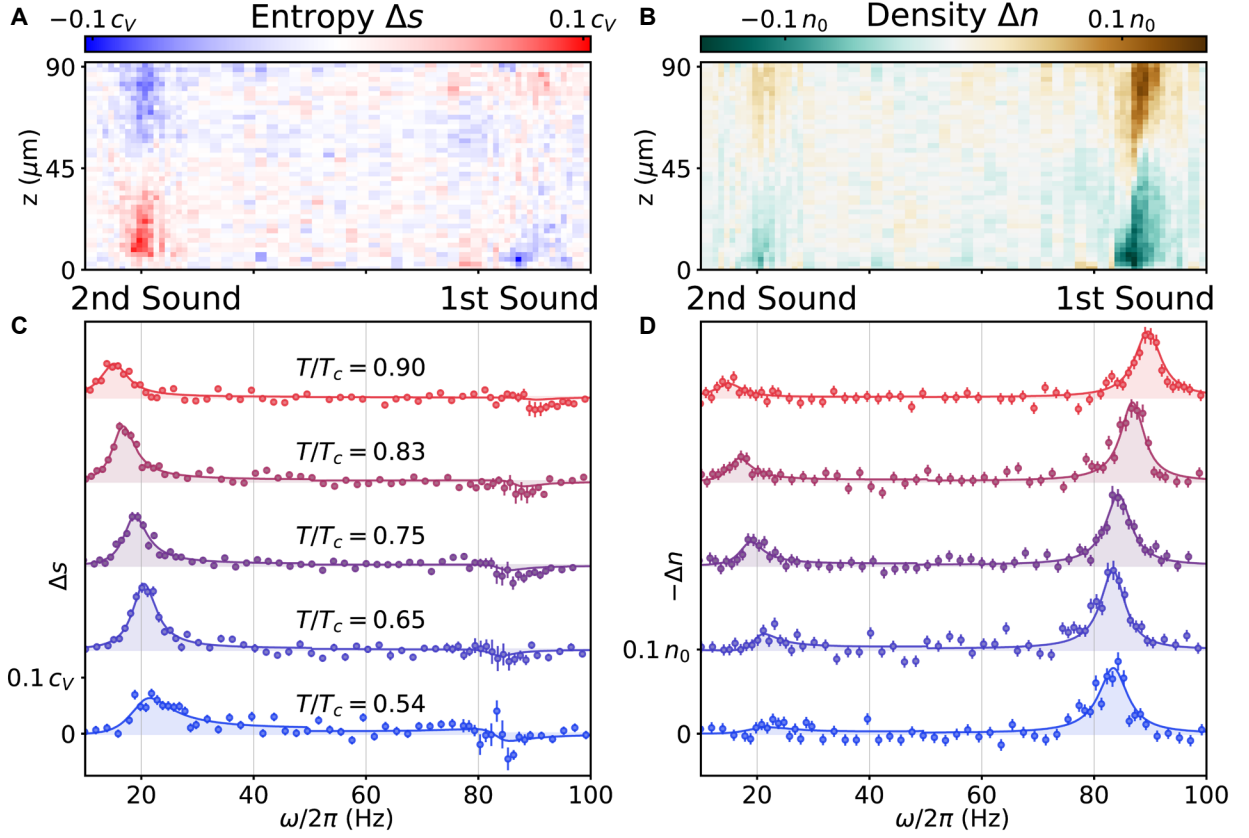 A
Entropy Δs
−0.1 c_V
0.1 c_V
90
45
0
z (μm)
2nd Sound
1st Sound
B
Density Δn
−0.1 n₀
0.1 n₀
90
45
0
z (μm)
2nd Sound
1st Sound
C
T/T_c = 0.90
T/T_c = 0.83
T/T_c = 0.75
T/T_c = 0.65
T/T_c = 0.54
Δs
0.1 c_V
0
20
40
60
80
100
ω/2π (Hz)
D
−Δn
0.1 n₀
0
20
40
60
80
100
ω/2π (Hz)